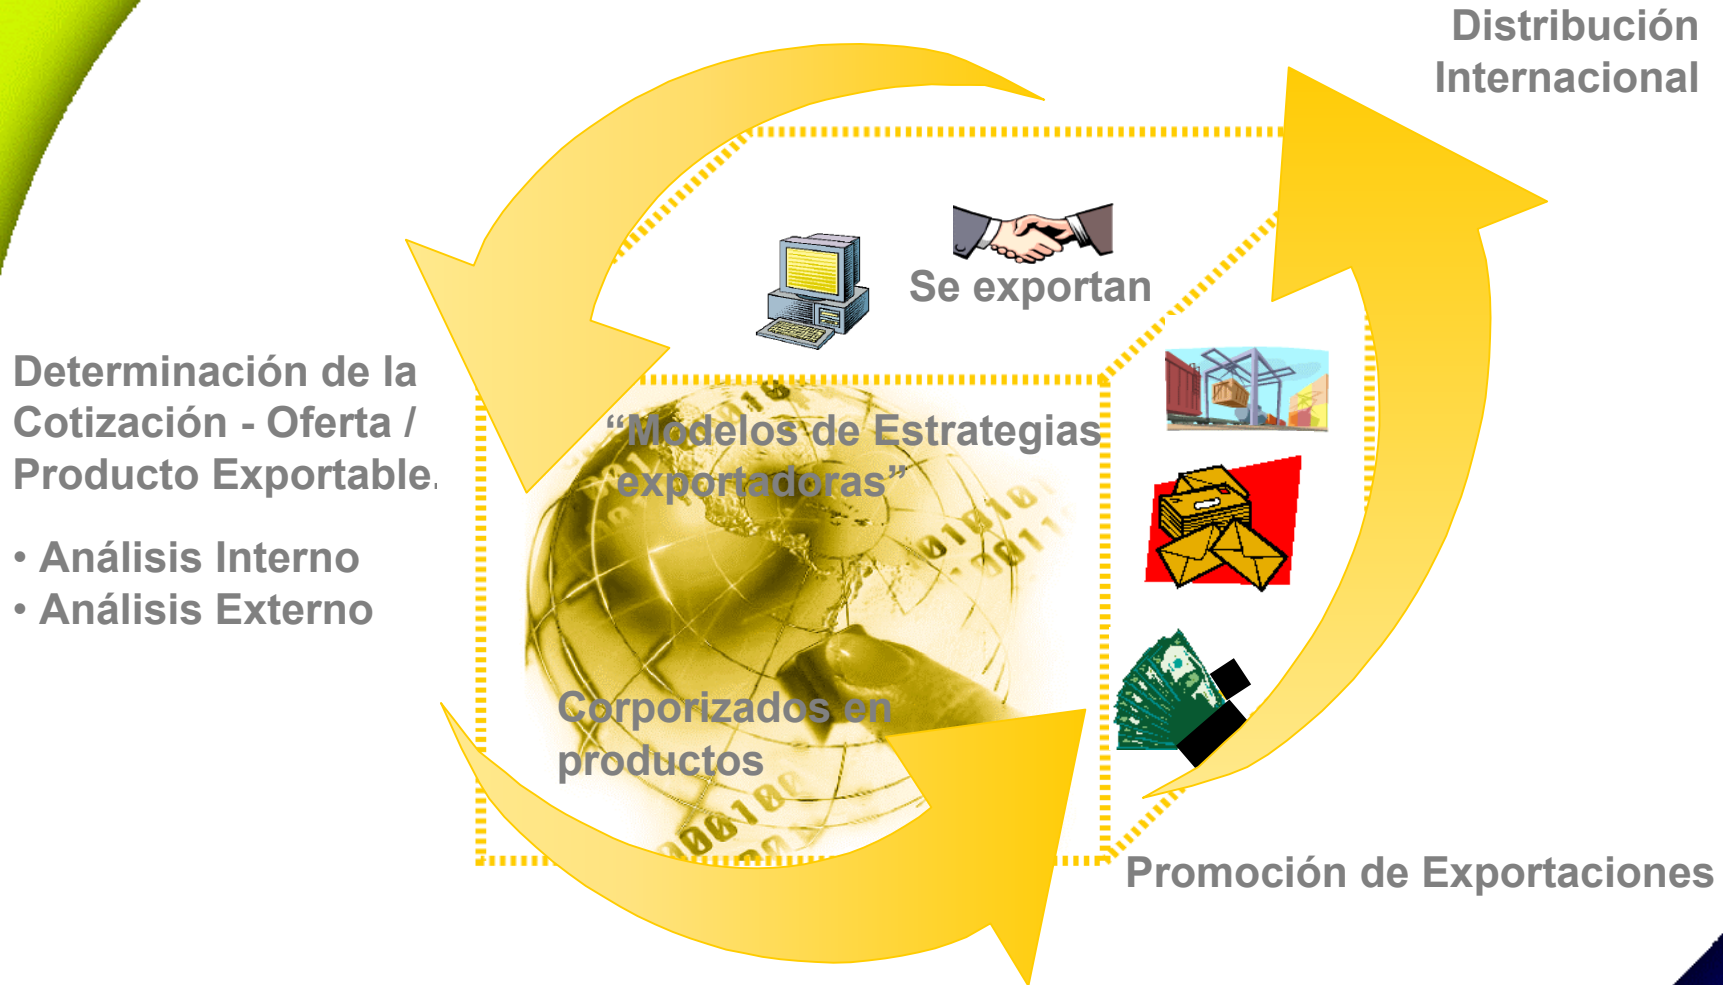 Distribución
Internacional
Se exportan
Determinación de la
Cotización - Oferta /
Producto Exportable.
• Análisis Interno
• Análisis Externo
“Modelos de Estrategias
exportadoras”
Corporizados en
productos
Promoción de Exportaciones